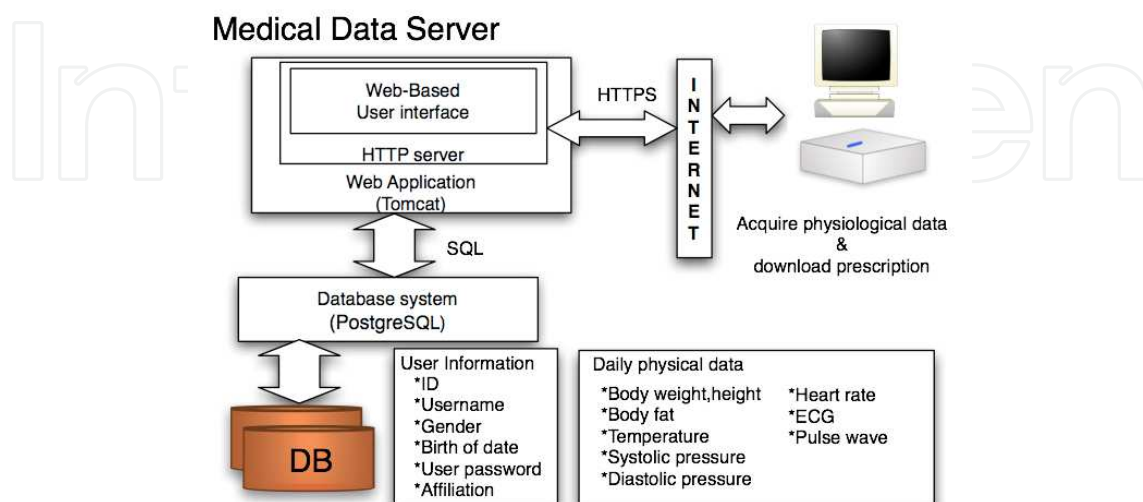 Medical Data Server
Web-Based
User interface
HTTP server
Web Application
(Tomcat)
HTTPS
INTERNET
Acquire physiological data
&
download prescription
SQL
Database system
(PostgreSQL)
DB
User Information
*ID
*Username
*Gender
*Birth of date
*User password
*Affiliation
Daily physical data
*Body weight,height
*Body fat
*Temperature
*Systolic pressure
*Diastolic pressure
*Heart rate
*ECG
*Pulse wave